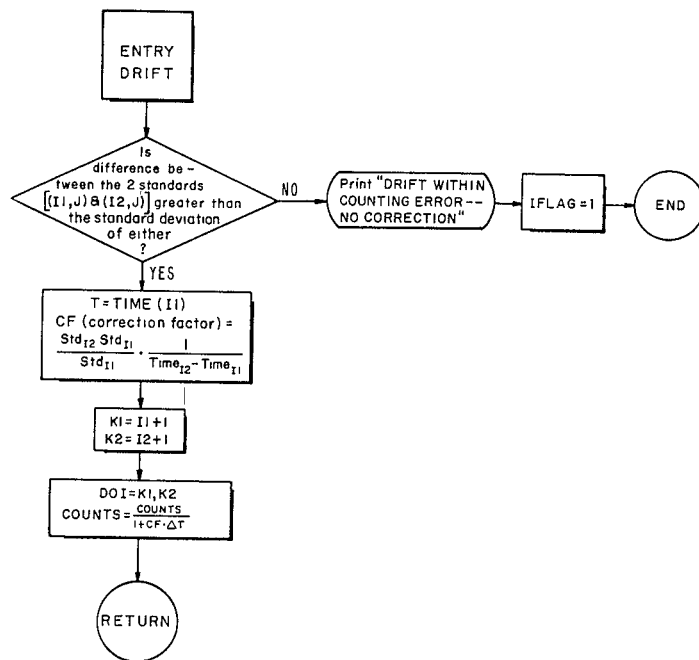 ENTRY
DRIFT
Is
difference be-
tween the 2 standards
[(I1,J) & (I2,J)] greater than
the standard deviation
of either
?
NO
Print "DRIFT WITHIN
COUNTING ERROR--
NO CORRECTION"
IFLAG=1
END
YES
T=TIME (I1)
CF (correction factor)=
Std_I2 Std_I1 / Std_I1 · 1 / Time_I2-Time_I1
K1=I1+1
K2=I2+1
DOI=K1,K2
COUNTS= COUNTS / 1+CF·ΔT
RETURN